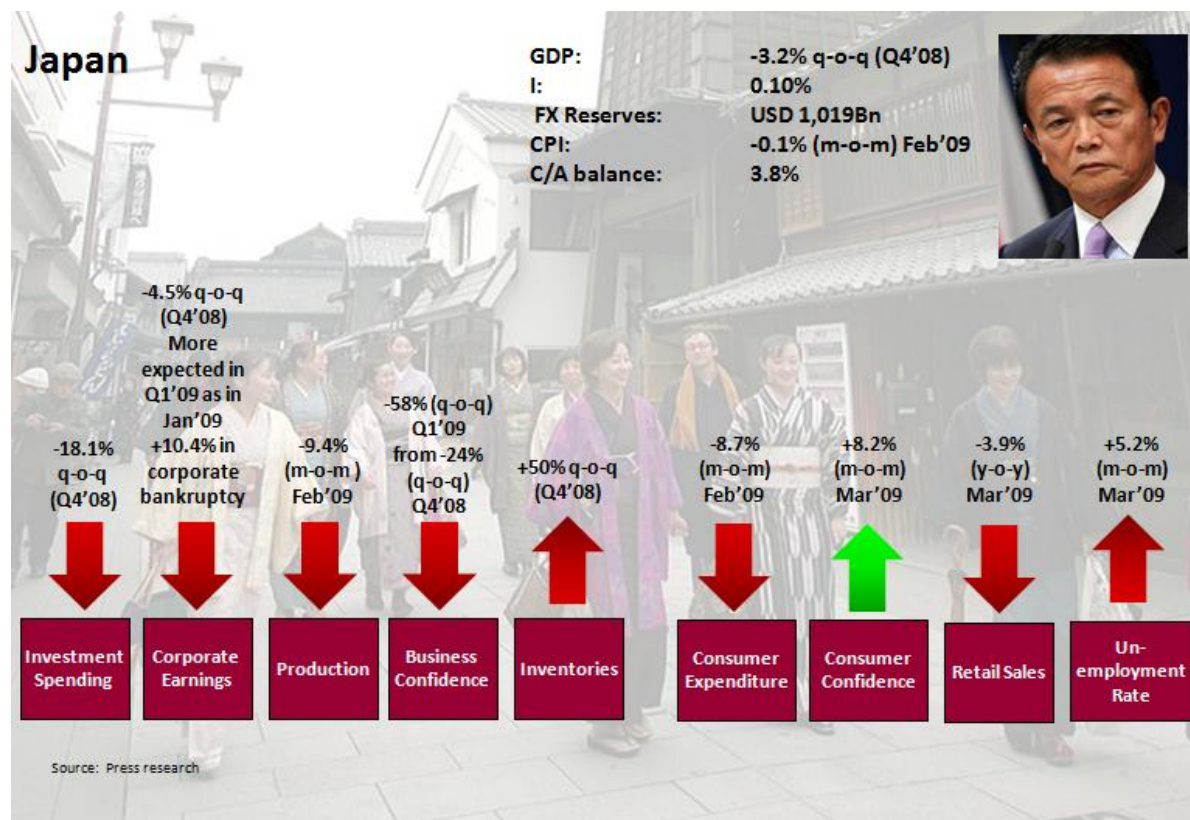 Japan
GDP: -3.2% q-o-q (Q4’08)
I: 0.10%
FX Reserves: USD 1,019Bn
CPI: -0.1% (m-o-m) Feb’09
C/A balance: 3.8%
-18.1%
q-o-q
(Q4’08)
-4.5% q-o-q
(Q4’08)
More
expected in
Q1’09 as in
Jan’09
+10.4% in
corporate
bankruptcy
-9.4%
(m-o-m )
Feb’09
-58% (q-o-q)
Q1’09
from -24%
(q-o-q)
Q4’08
+50% q-o-q
(Q4’08)
-8.7%
(m-o-m)
Feb’09
+8.2%
(m-o-m)
Mar’09
-3.9%
(y-o-y)
Mar’09
+5.2%
(m-o-m)
Mar’09
Investment
Spending
Corporate
Earnings
Production
Business
Confidence
Inventories
Consumer
Expenditure
Consumer
Confidence
Retail Sales
Un-
employment
Rate
Source: Press research